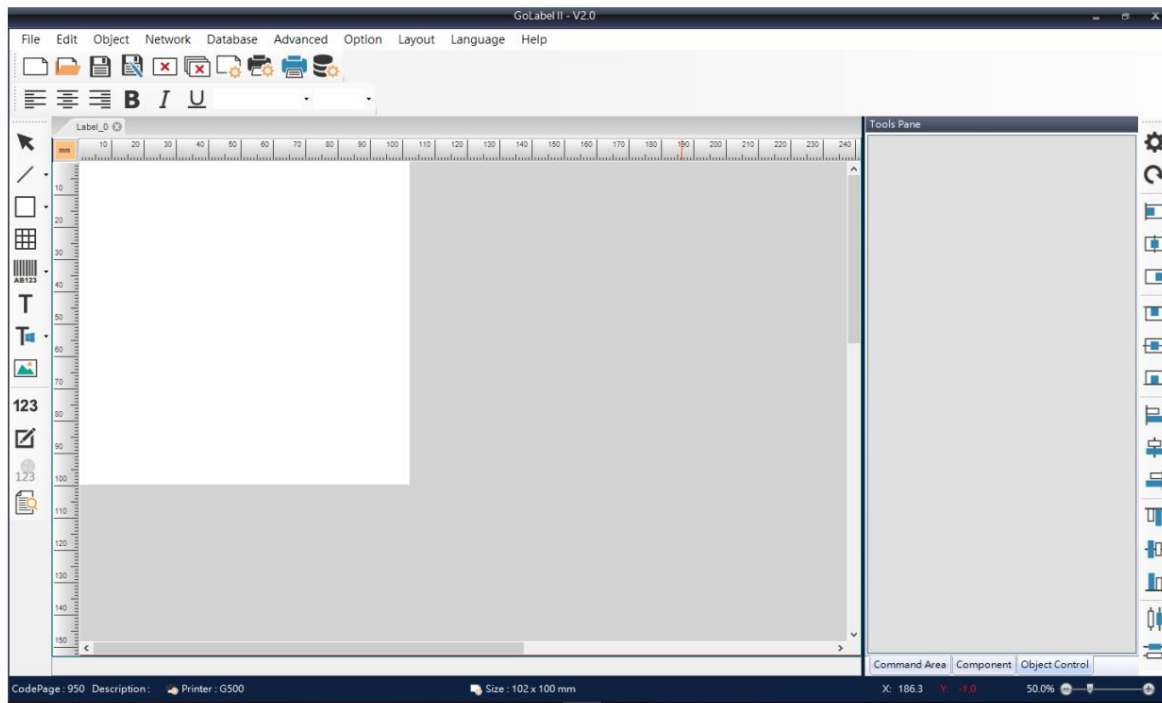 GoLabel II - V2.0
File Edit Object Network Database Advanced Option Layout Language Help
B I U
Label_0
Tools Pane
mm 10 20 30 40 50 60 70 80 90 100 110 120 130 140 150 160 170 180 190 200 210 220 230 240
10
20
30
AB123
40
T
50
T
60
70
123
80
90
123
100
110
120
130
140
150
Command Area Component Object Control
CodePage : 950 Description : Printer : G500 Size : 102 x 100 mm X: 186.3 Y: -1.0 50.0%